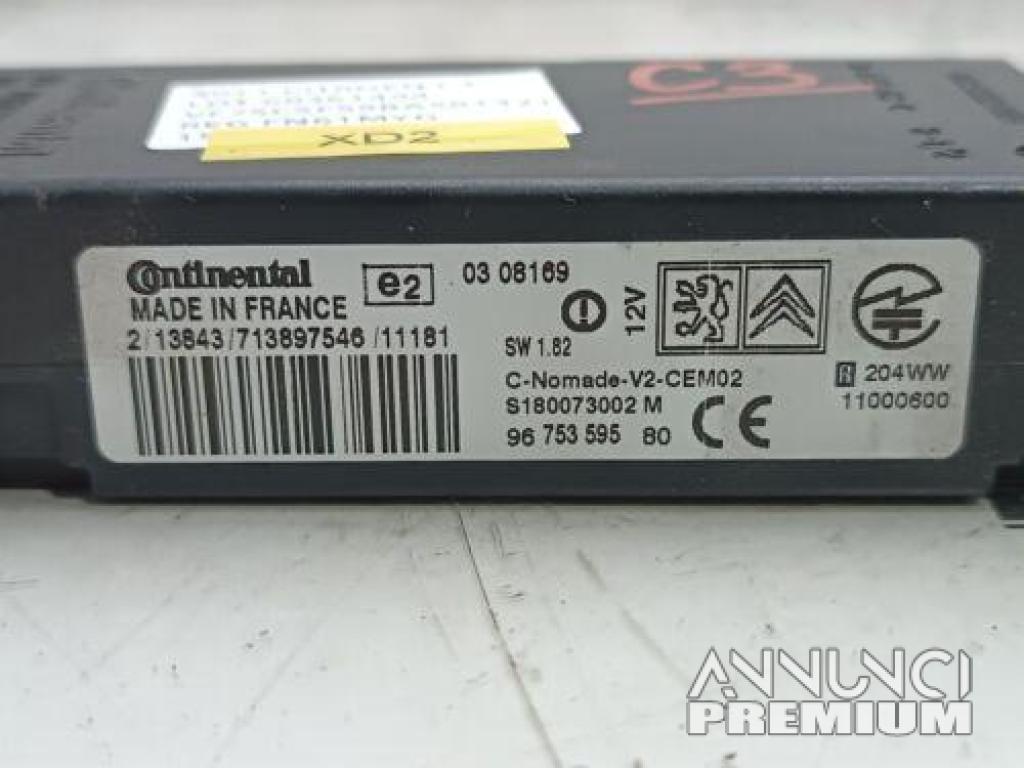 C3
XD2
Continental
MADE IN FRANCE
e2
03 08169
2/13843/713897546/11181
12V
SW 1.82
C-Nomade-V2-CEM02
S180073002 M
96 753 595 80
CE
R 204WW
11000600
ANNUNCI
PREMIUM